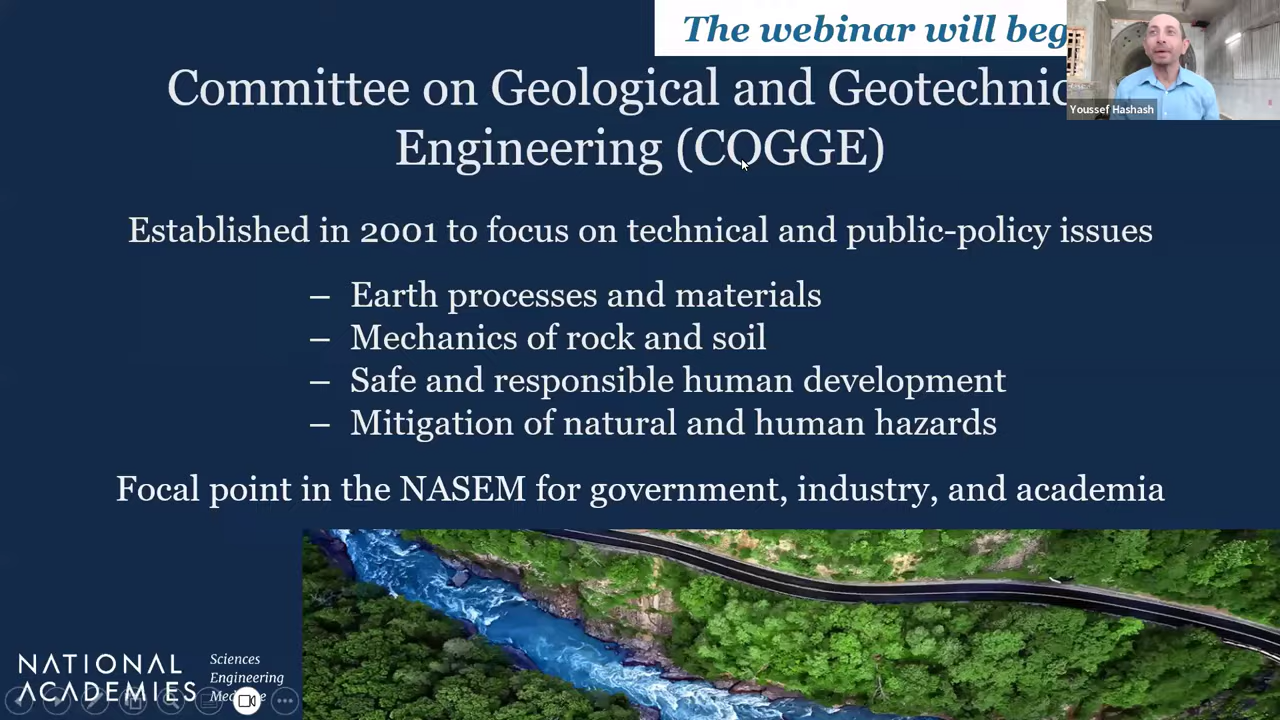 The webinar will beg
Committee on Geological and Geotechnic
Engineering (COGGE)
Youssef Hashash
Established in 2001 to focus on technical and public-policy issues
– Earth processes and materials
– Mechanics of rock and soil
– Safe and responsible human development
– Mitigation of natural and human hazards
Focal point in the NASEM for government, industry, and academia
NATIONAL
ACADEMIES
Sciences
Engineering